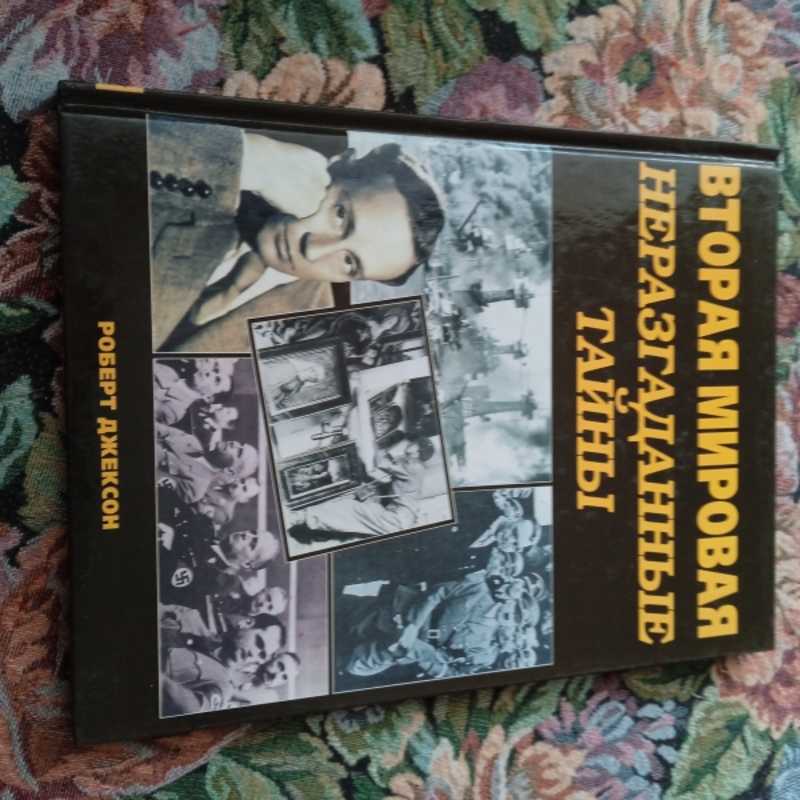 ВТОРАЯ МИРОВАЯ
НЕРАЗГАДАННЫЕ
ТАЙНЫ
РОБЕРТ ДЖЕКСОН